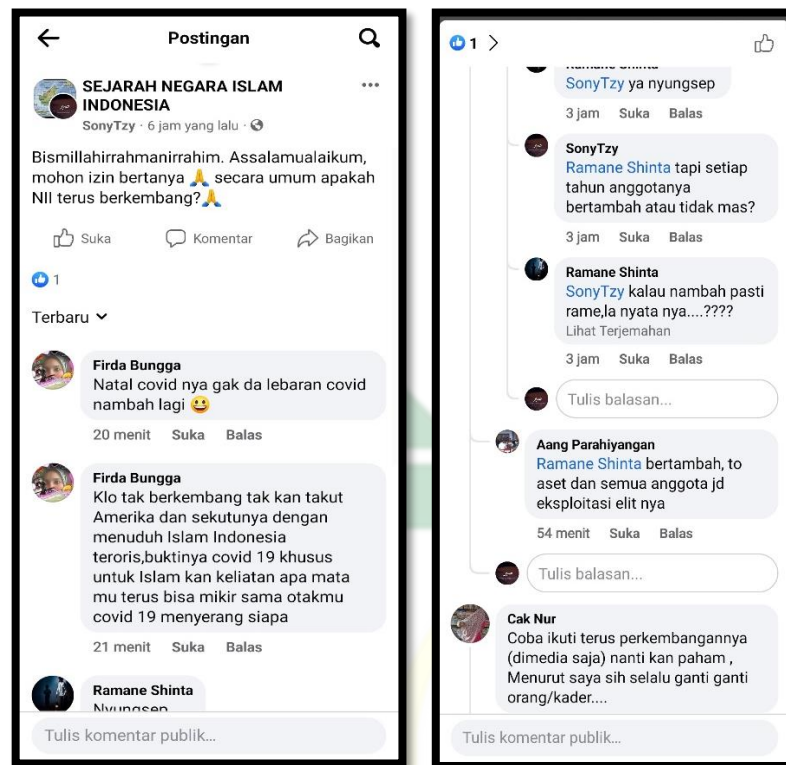 Postingan
SEJARAH NEGARA ISLAM
INDONESIA
SonyTzy · 6 jam yang lalu ·
Bismillahirrahmanirrahim. Assalamualaikum,
mohon izin bertanya 🙏 secara umum apakah
NII terus berkembang?🙏
Suka Komentar Bagikan
1
Terbaru
Firda Bungga
Natal covid nya gak da lebaran covid
nambah lagi 😀
20 menit Suka Balas
Firda Bungga
Klo tak berkembang tak kan takut
Amerika dan sekutunya dengan
menuduh Islam Indonesia
teroris,buktinya covid 19 khusus
untuk Islam kan keliatan apa mata
mu terus bisa mikir sama otakmu
covid 19 menyerang siapa
21 menit Suka Balas
Ramane Shinta
Nyungsep
Tulis komentar publik...
1
Ramane Shinta
SonyTzy ya nyungsep
3 jam Suka Balas
SonyTzy
Ramane Shinta tapi setiap
tahun anggotanya
bertambah atau tidak mas?
3 jam Suka Balas
Ramane Shinta
SonyTzy kalau nambah pasti
rame,la nyata nya....????
Lihat Terjemahan
3 jam Suka Balas
Tulis balasan...
Aang Parahiyangan
Ramane Shinta bertambah, to
aset dan semua anggota jd
eksploitasi elit nya
54 menit Suka Balas
Tulis balasan...
Cak Nur
Coba ikuti terus perkembangannya
(dimedia saja) nanti kan paham ,
Menurut saya sih selalu ganti ganti
orang/kader....
Tulis komentar publik...